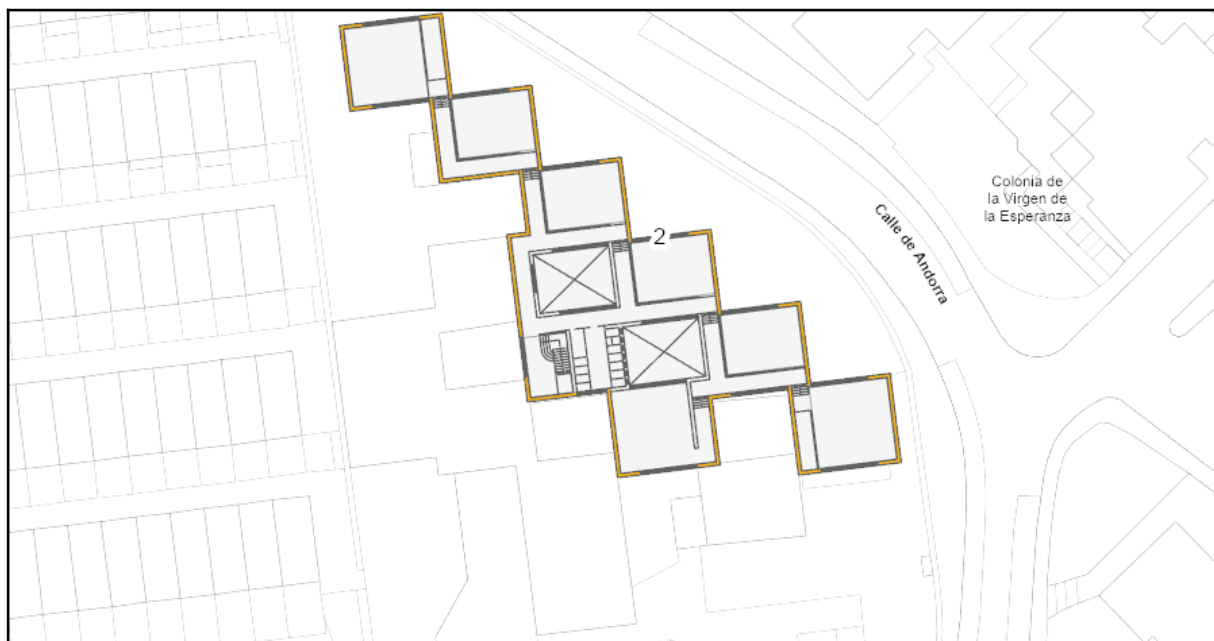 Colonia de
la Virgen de
la Esperanza
Calle de Andorra
2